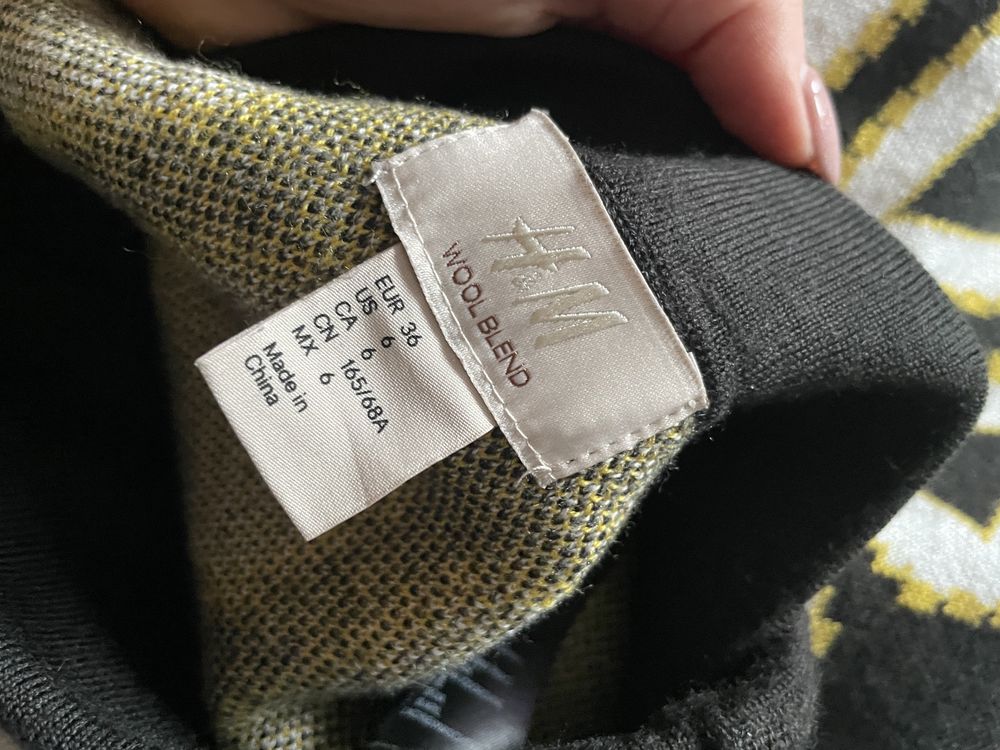 H&M
WOOL BLEND
EUR 36
US 6
CA 6
CN 165/68A
MX 6
Made in
China